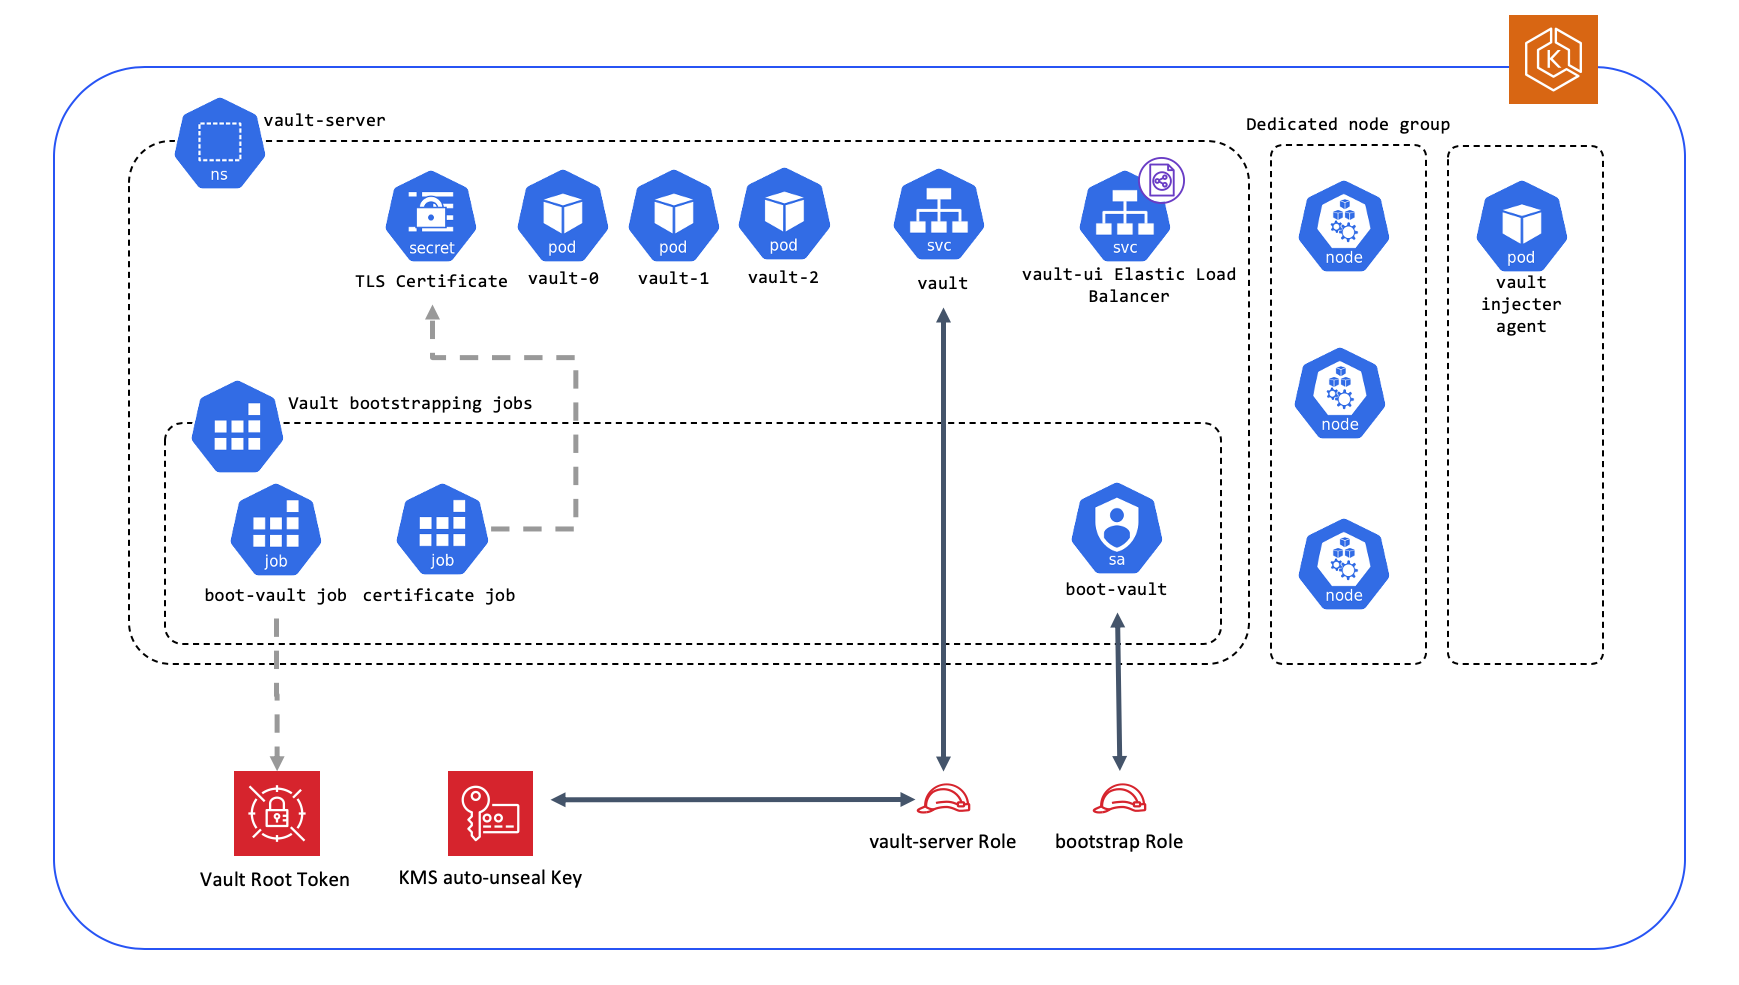 K
vault-server
ns
Dedicated node group
secret
TLS Certificate
pod
vault-0
pod
vault-1
pod
vault-2
svc
vault
svc
vault-ui Elastic Load
Balancer
node
node
node
pod
vault
injecter
agent
Vault bootstrapping jobs
job
boot-vault job
job
certificate job
sa
boot-vault
Vault Root Token
KMS auto-unseal Key
vault-server Role
bootstrap Role